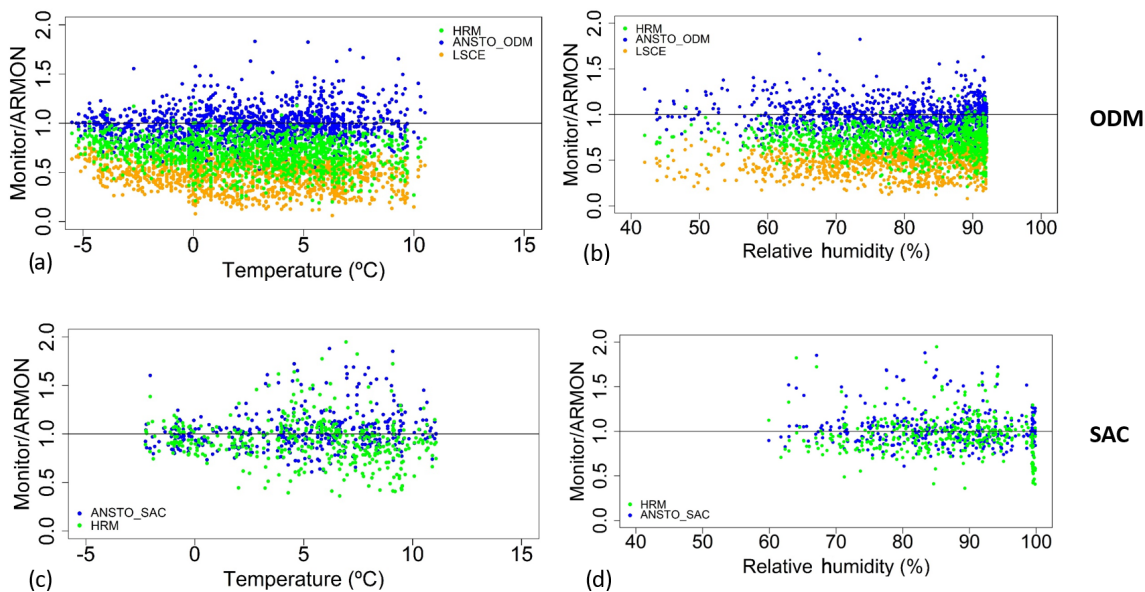 Monitor/ARMON
0.0 0.5 1.0 1.5 2.0
HRM
ANSTO_ODM
LSCE
-5 0 5 10 15
Temperature (ºC)
(a)
Monitor/ARMON
0.0 0.5 1.0 1.5 2.0
HRM
ANSTO_ODM
LSCE
40 50 60 70 80 90 100
Relative humidity (%)
(b)
ODM
Monitor/ARMON
0.0 0.5 1.0 1.5 2.0
ANSTO_SAC
HRM
-5 0 5 10 15
Temperature (ºC)
(c)
Monitor/ARMON
0.0 0.5 1.0 1.5 2.0
HRM
ANSTO_SAC
40 50 60 70 80 90 100
Relative humidity (%)
(d)
SAC